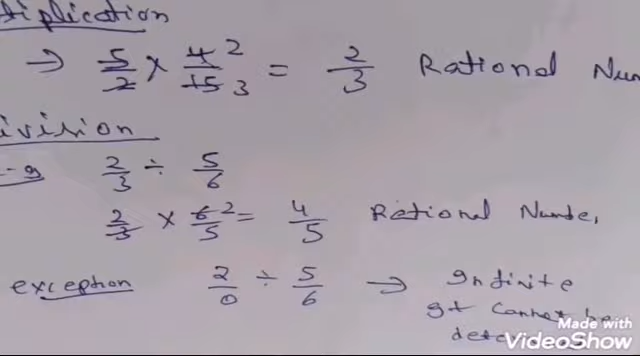 tiplication
→ 5/2 × 4/15 2 3 = 2/3 Rational Num
ivision
e-g 2/3 ÷ 5/6
2/3 × 6/5 2 = 4/5 Rational Numbe,
exception 2/0 ÷ 5/6 → Infinite
It cannot be
dete
Made with
VideoShow